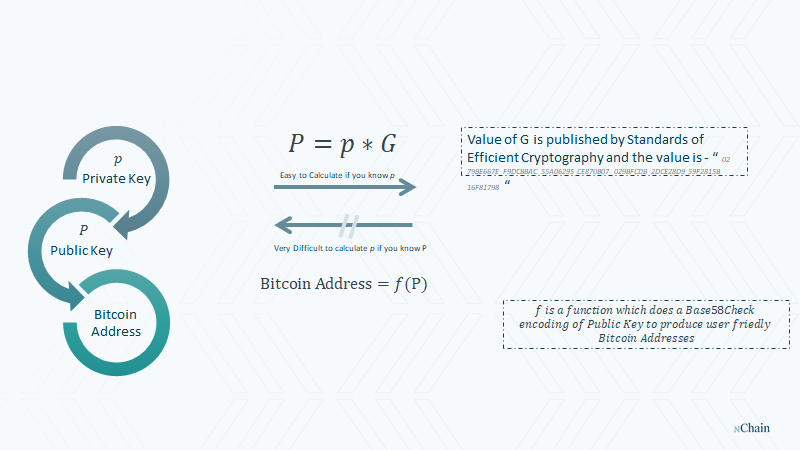 p
Private Key
P
Public Key
Bitcoin
Address
P = p ∗ G
Easy to Calculate if you know p
Very Difficult to calculate p if you know P
Bitcoin Address = f(P)
Value of G is published by Standards of
Efficient Cryptography and the value is - “ 02
79BE667E F9DCBBAC 55A06295 CE870B07 029BFCDB 2DCE28D9 59F2815B
16F81798 “
f is a function which does a Base58Check
encoding of Public Key to produce user friedly
Bitcoin Addresses
nChain